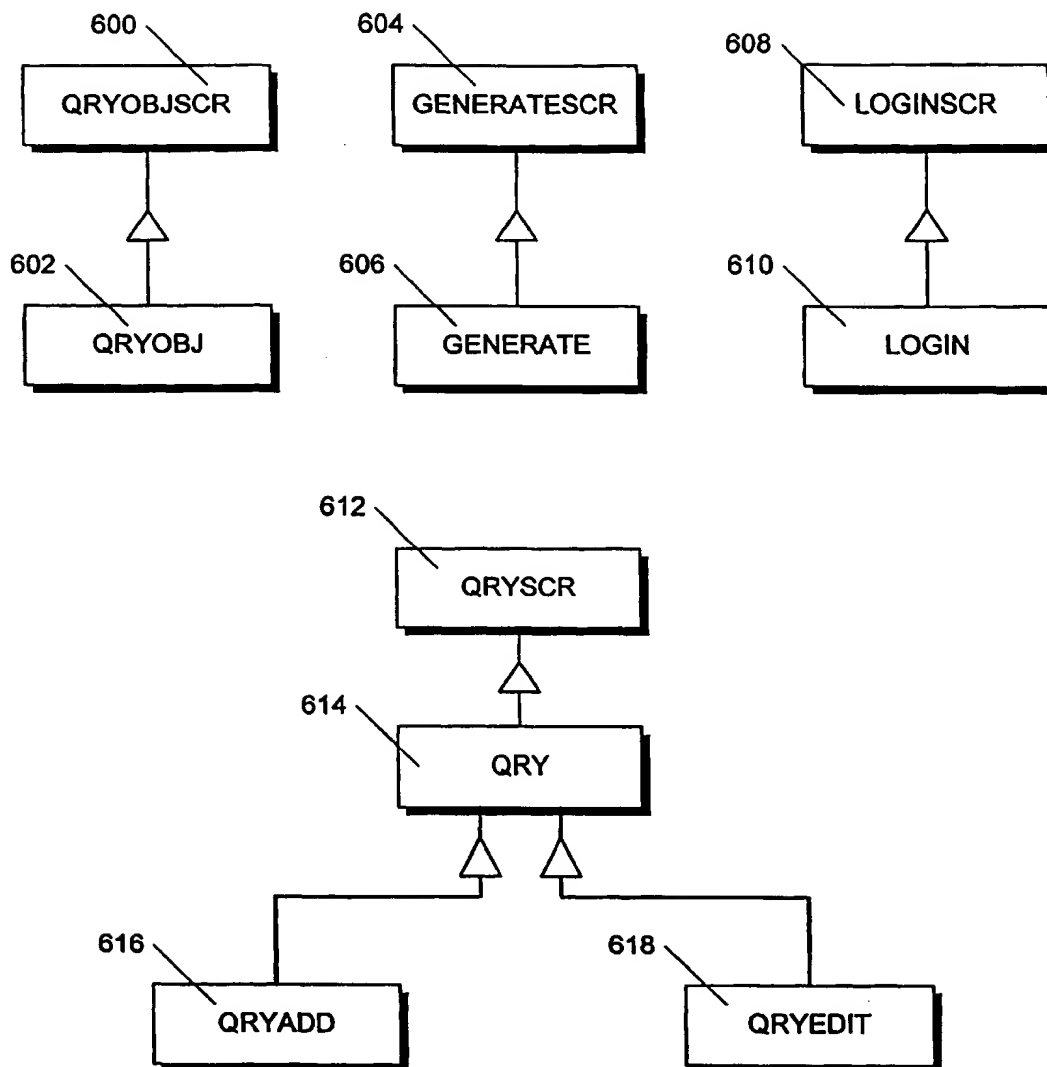 600
604
608
QRYOBJSCR
GENERATESCR
LOGINSCR
602
606
610
QRYOBJ
GENERATE
LOGIN
612
QRYSCR
614
QRY
616
618
QRYADD
QRYEDIT